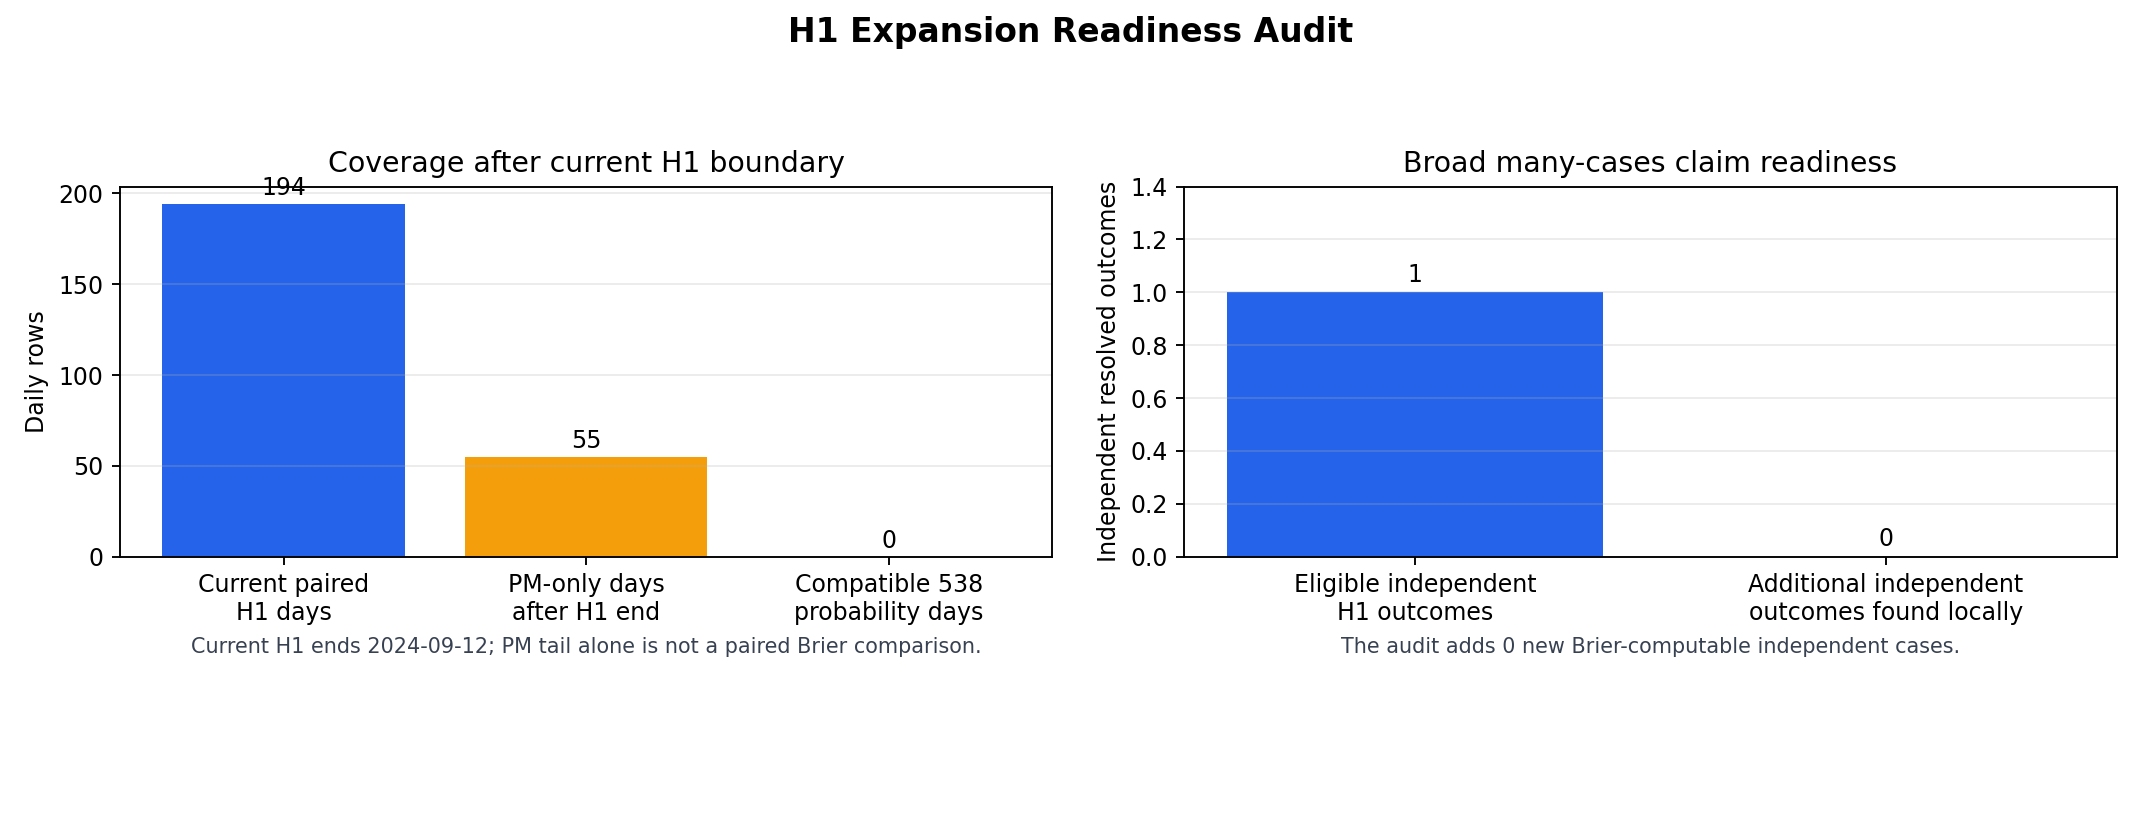 H1 Expansion Readiness Audit
Coverage after current H1 boundary
Daily rows
200
150
100
50
0
194
55
0
Current paired
H1 days
PM-only days
after H1 end
Compatible 538
probability days
Current H1 ends 2024-09-12; PM tail alone is not a paired Brier comparison.
Broad many-cases claim readiness
Independent resolved outcomes
1.4
1.2
1.0
0.8
0.6
0.4
0.2
0.0
1
0
Eligible independent
H1 outcomes
Additional independent
outcomes found locally
The audit adds 0 new Brier-computable independent cases.